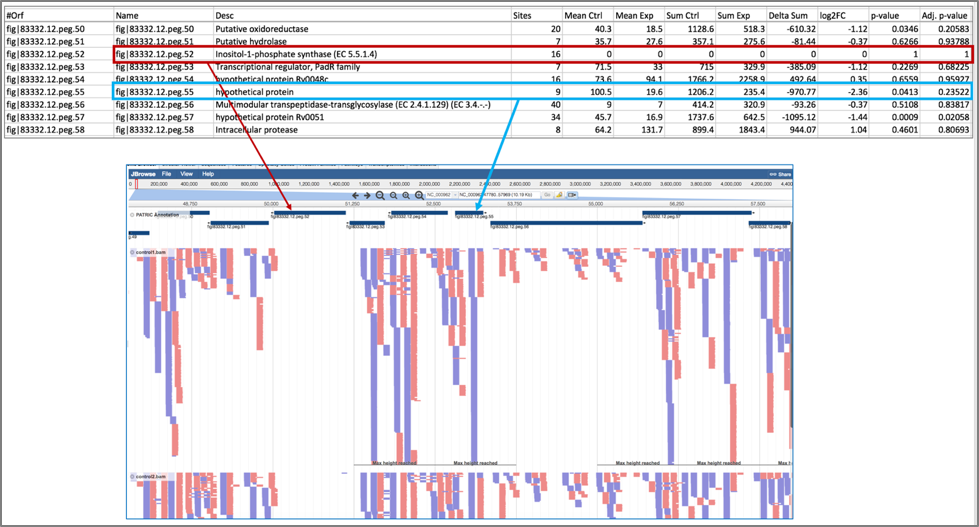 #Orf Name Desc Sites Mean Ctrl Mean Exp Sum Ctrl Sum Exp Delta Sum log2FC p-value Adj. p-value
fig|83332.12.peg.50 fig|83332.12.peg.50 Putative oxidoreductase 20 40.3 18.5 1128.6 518.3 -610.32 -1.12 0.0346 0.20583
fig|83332.12.peg.51 fig|83332.12.peg.51 Putative hydrolase 7 35.7 27.6 357.1 275.6 -81.44 -0.37 0.6266 0.93788
fig|83332.12.peg.52 fig|83332.12.peg.52 Inositol-1-phosphate synthase (EC 5.5.1.4) 16 0 0 0 0 0 0 1 1
fig|83332.12.peg.53 fig|83332.12.peg.53 Transcriptional regulator, PadR family 7 71.5 33 715 329.9 -385.09 -1.12 0.2269 0.68225
fig|83332.12.peg.54 fig|83332.12.peg.54 hypothetical protein Rv0048c 16 73.6 94.1 1766.2 2258.9 492.64 0.35 0.6559 0.95927
fig|83332.12.peg.55 fig|83332.12.peg.55 hypothetical protein 9 100.5 19.6 1206.2 235.4 -970.77 -2.36 0.0413 0.23522
fig|83332.12.peg.56 fig|83332.12.peg.56 Multimodular transpeptidase-transglycosylase (EC 2.4.1.129) (EC 3.4.-.-) 40 9 7 414.2 320.9 -93.26 -0.37 0.5108 0.83817
fig|83332.12.peg.57 fig|83332.12.peg.57 hypothetical protein Rv0051 34 45.7 16.9 1737.6 642.5 -1095.12 -1.44 0.0009 0.02058
fig|83332.12.peg.58 fig|83332.12.peg.58 Intracellular protease 8 64.2 131.7 899.4 1843.4 944.07 1.04 0.4601 0.80693
JBrowse File View Help Share
0 200,000 400,000 600,000 800,000 1,000,000 1,200,000 1,400,000 1,600,000 1,800,000 2,000,000 2,200,000 2,400,000 2,600,000 2,800,000 3,000,000 3,200,000 3,400,000 3,600,000 3,800,000 4,000,000 4,200,000 4,400
48,750 50,000 51,250 52,500 53,750 55,000 56,250 57,500
PATRIC Annotation fig|83332.12.peg.52 fig|83332.12.peg.54 fig|83332.12.peg.55 fig|83332.12.peg.57
fig|83332.12.peg.51 fig|83332.12.peg.53 fig|83332.12.peg.56 fig|83332.12.peg.58
control1.bam
Max height reached Max height reached Max height reached Max height reached Max h
control2.bam